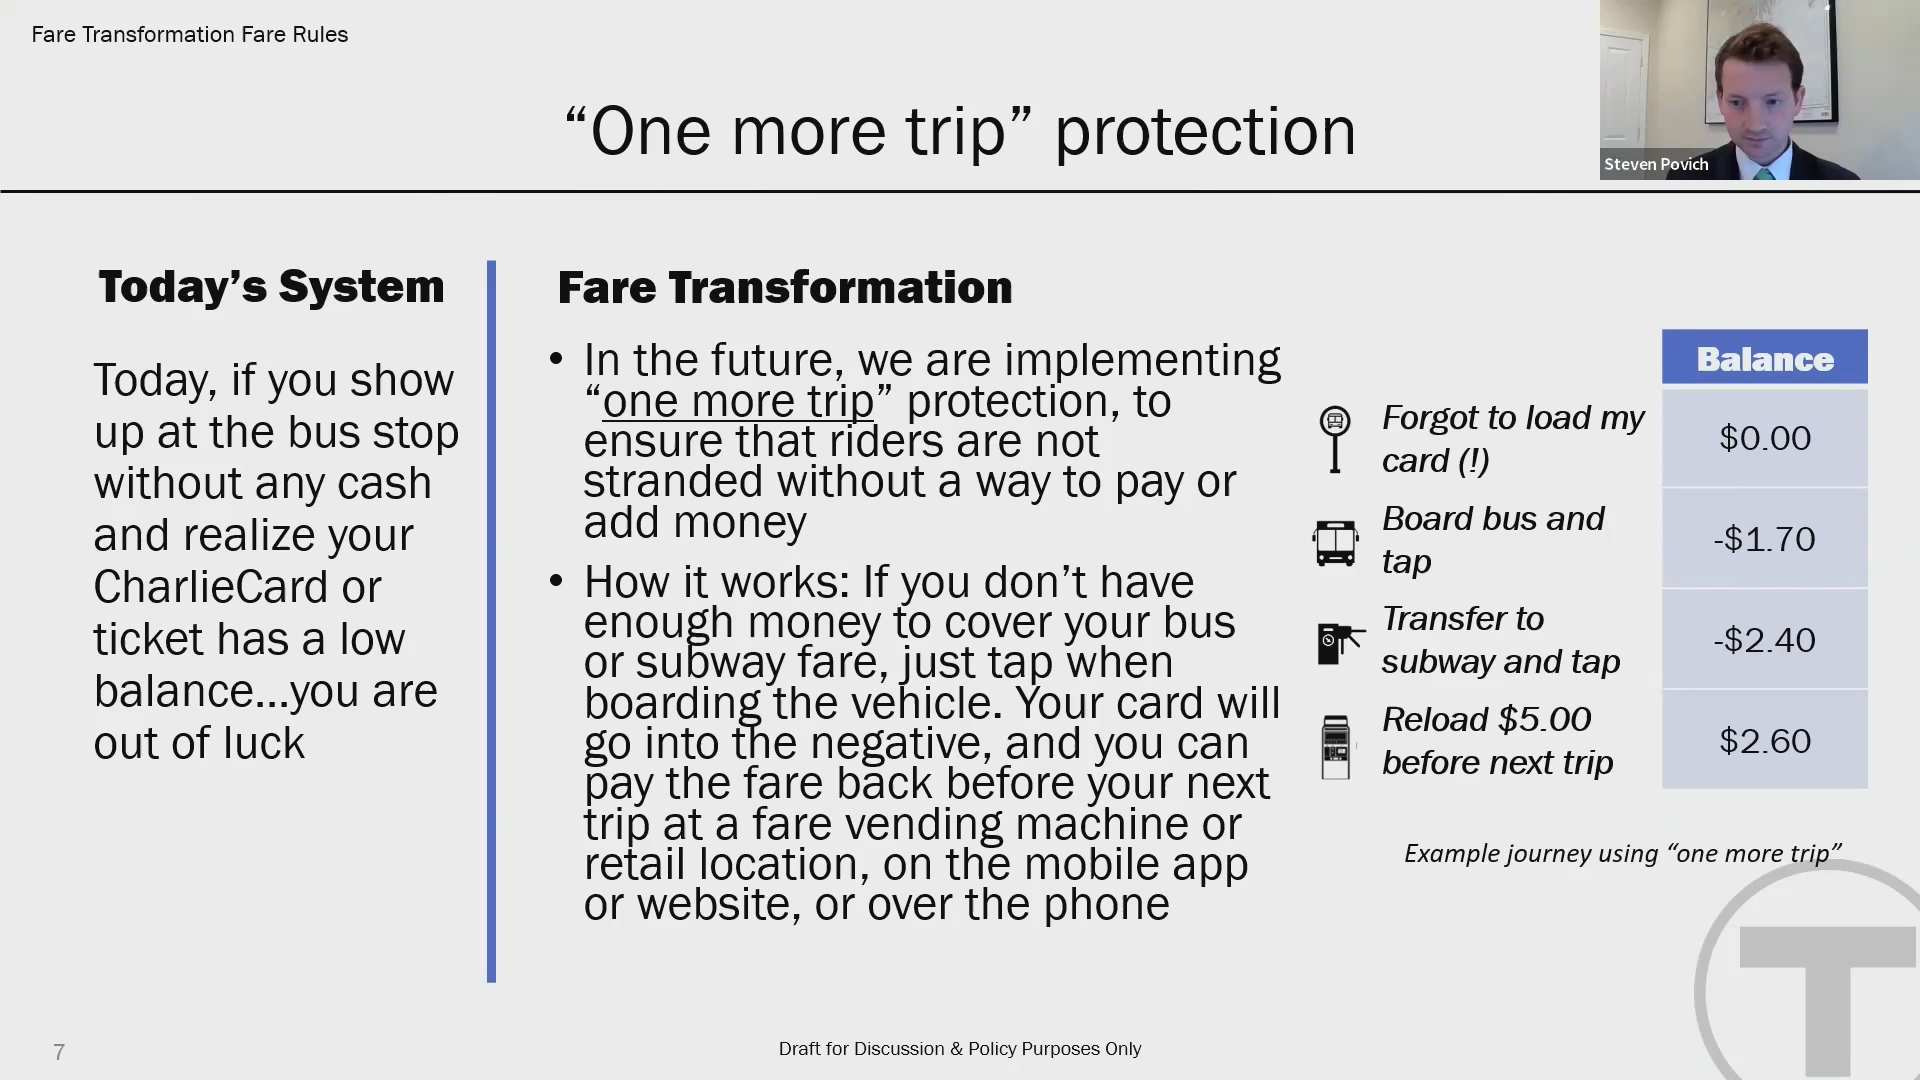 Fare Transformation Fare Rules
“One more trip” protection
Steven Povich
Today’s System
Today, if you show
up at the bus stop
without any cash
and realize your
CharlieCard or
ticket has a low
balance...you are
out of luck
Fare Transformation
• In the future, we are implementing
“one more trip” protection, to
ensure that riders are not
stranded without a way to pay or
add money
• How it works: If you don’t have
enough money to cover your bus
or subway fare, just tap when
boarding the vehicle. Your card will
go into the negative, and you can
pay the fare back before your next
trip at a fare vending machine or
retail location, on the mobile app
or website, or over the phone
Balance
Forgot to load my
card (!)
$0.00
Board bus and
tap
-$1.70
Transfer to
subway and tap
-$2.40
Reload $5.00
before next trip
$2.60
Example journey using “one more trip”
T
7
Draft for Discussion & Policy Purposes Only